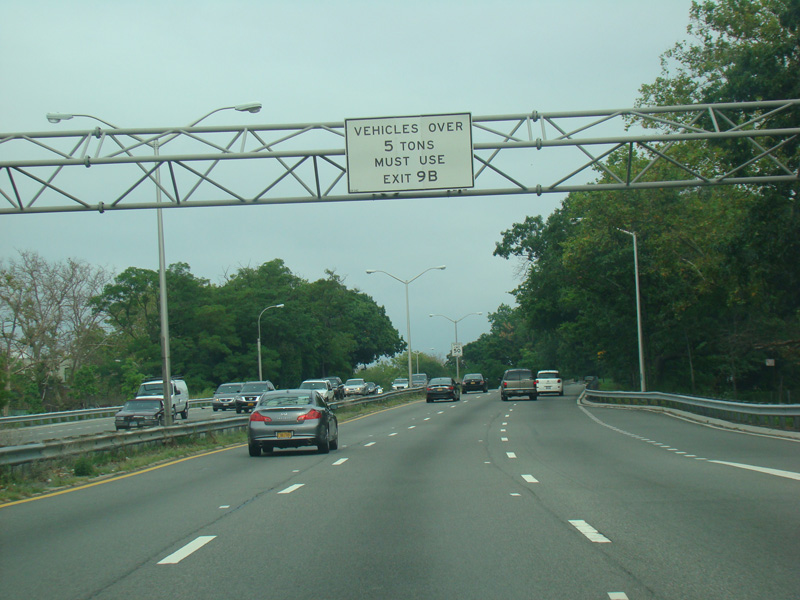 VEHICLES OVER
5 TONS
MUST USE
EXIT 9B